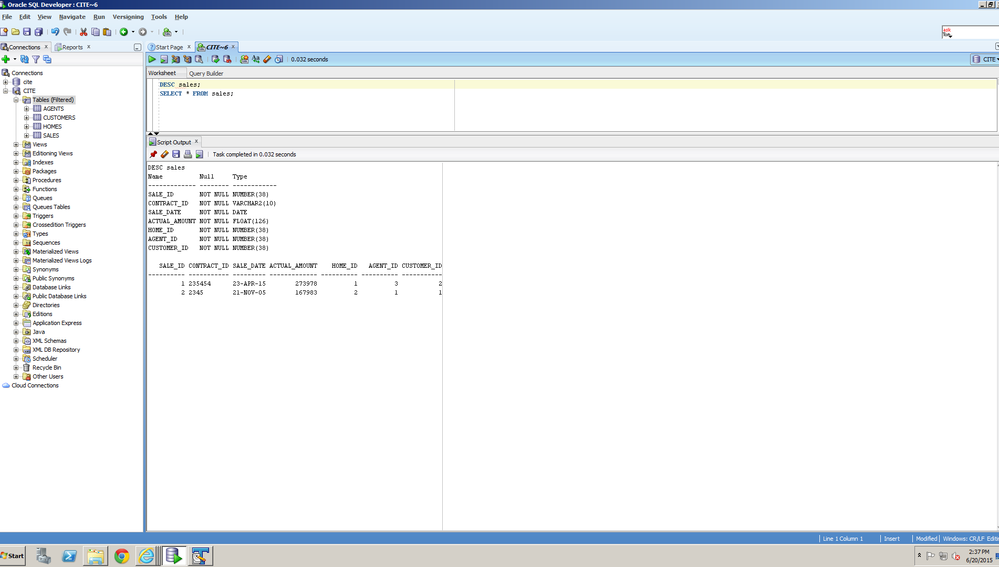 Oracle SQL Developer : CITE~6
File Edit View Navigate Run Versioning Tools Help
ask
Tom
Connections x Reports x
Start Page x CITE~6 x
0.032 seconds
CITE
Worksheet Query Builder
DESC sales;
SELECT * FROM sales;
Connections
cite
CITE
Tables (Filtered)
AGENTS
CUSTOMERS
HOMES
SALES
Views
Editioning Views
Indexes
Packages
Procedures
Functions
Queues
Queues Tables
Triggers
Crossedition Triggers
Types
Sequences
Materialized Views
Materialized Views Logs
Synonyms
Public Synonyms
Database Links
Public Database Links
Directories
Editions
Application Express
Java
XML Schemas
XML DB Repository
Scheduler
Recycle Bin
Other Users
Cloud Connections
Script Output x
Task completed in 0.032 seconds
DESC sales
Name Null Type
------------- -------- ------------
SALE_ID NOT NULL NUMBER(38)
CONTRACT_ID NOT NULL VARCHAR2(10)
SALE_DATE NOT NULL DATE
ACTUAL_AMOUNT NOT NULL FLOAT(126)
HOME_ID NOT NULL NUMBER(38)
AGENT_ID NOT NULL NUMBER(38)
CUSTOMER_ID NOT NULL NUMBER(38)
SALE_ID CONTRACT_ID SALE_DATE ACTUAL_AMOUNT HOME_ID AGENT_ID CUSTOMER_ID
---------- ----------- --------- ------------- ---------- ---------- -----------
1 235454 23-APR-15 273978 1 3 2
2 2345 21-NOV-05 167983 2 1 1
Line 1 Column 1 Insert Modified Windows: CR/LF Editin
Start
2:37 PM
6/20/2015